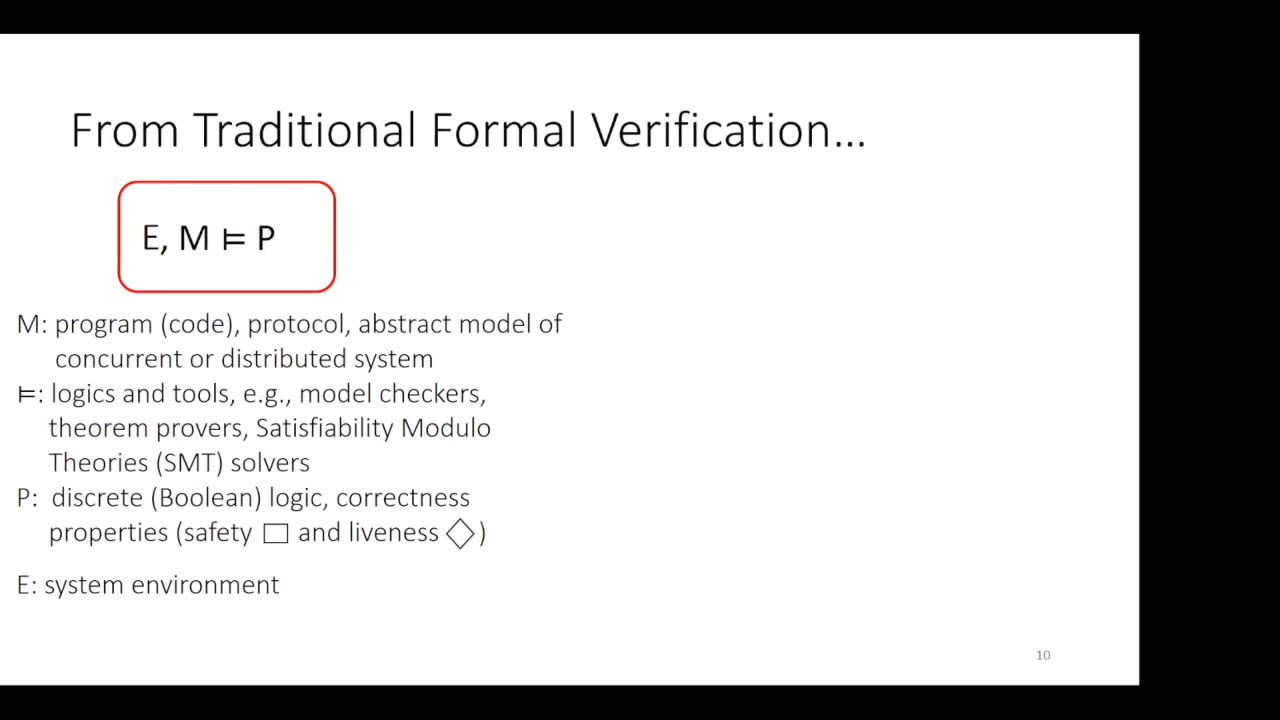 From Traditional Formal Verification...
E, M ⊨ P
M: program (code), protocol, abstract model of
concurrent or distributed system
⊨: logics and tools, e.g., model checkers,
theorem provers, Satisfiability Modulo
Theories (SMT) solvers
P: discrete (Boolean) logic, correctness
properties (safety □ and liveness ◇)
E: system environment
10